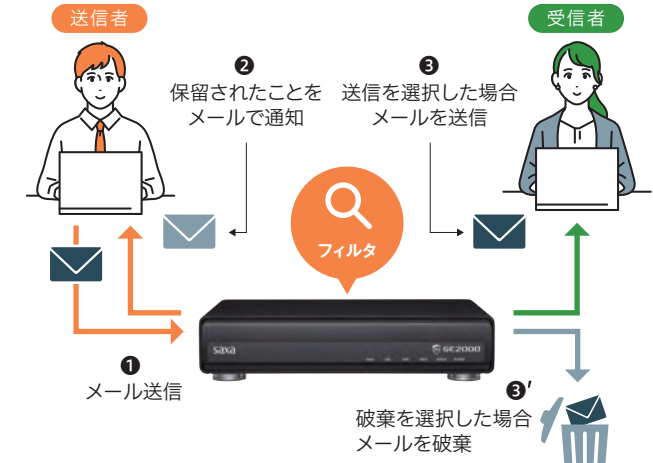 送信者
受信者
❷
保留されたことを
メールで通知
❸
送信を選択した場合
メールを送信
フィルタ
saxa
GE2000
❶
メール送信
❸'
破棄を選択した場合
メールを破棄